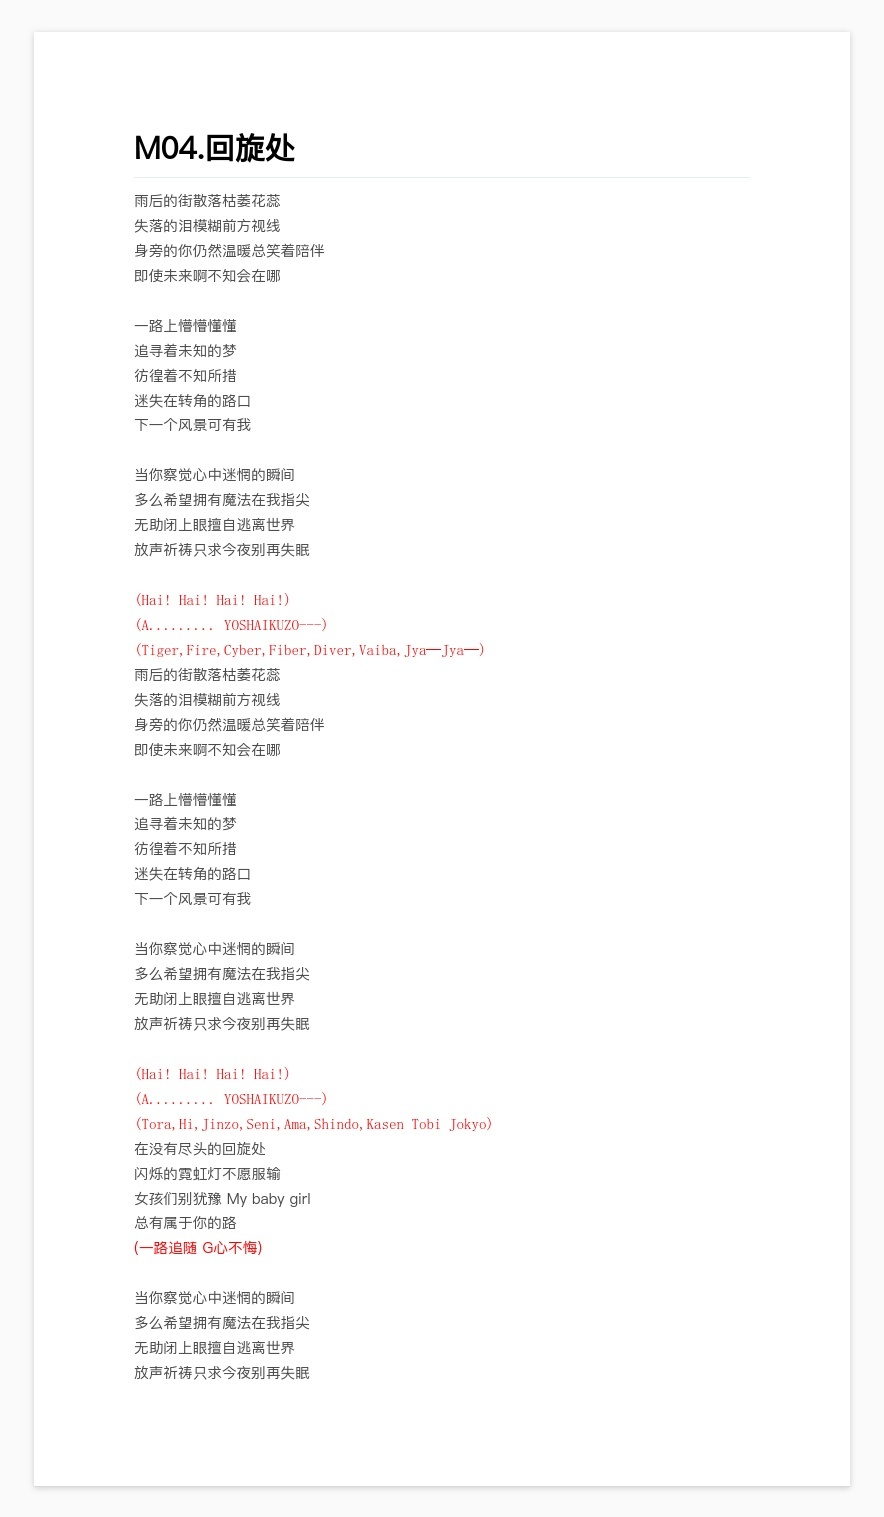 M04.回旋处
雨后的街散落枯萎花蕊
失落的泪模糊前方视线
身旁的你仍然温暖总笑着陪伴
即使未来啊不知会在哪
一路上懵懵懂懂
追寻着未知的梦
彷徨着不知所措
迷失在转角的路口
下一个风景可有我
当你察觉心中迷惘的瞬间
多么希望拥有魔法在我指尖
无助闭上眼擅自逃离世界
放声祈祷只求今夜别再失眠
(Hai! Hai! Hai! Hai!)
(A......... YOSHAIKUZO---)
(Tiger,Fire,Cyber,Fiber,Diver,Vaiba,Jya——Jya——)
雨后的街散落枯萎花蕊
失落的泪模糊前方视线
身旁的你仍然温暖总笑着陪伴
即使未来啊不知会在哪
一路上懵懵懂懂
追寻着未知的梦
彷徨着不知所措
迷失在转角的路口
下一个风景可有我
当你察觉心中迷惘的瞬间
多么希望拥有魔法在我指尖
无助闭上眼擅自逃离世界
放声祈祷只求今夜别再失眠
(Hai! Hai! Hai! Hai!)
(A......... YOSHAIKUZO---)
(Tora,Hi,Jinzo,Seni,Ama,Shindo,Kasen Tobi Jokyo)
在没有尽头的回旋处
闪烁的霓虹灯不愿服输
女孩们别犹豫 My baby girl
总有属于你的路
(一路追随 G心不悔)
当你察觉心中迷惘的瞬间
多么希望拥有魔法在我指尖
无助闭上眼擅自逃离世界
放声祈祷只求今夜别再失眠